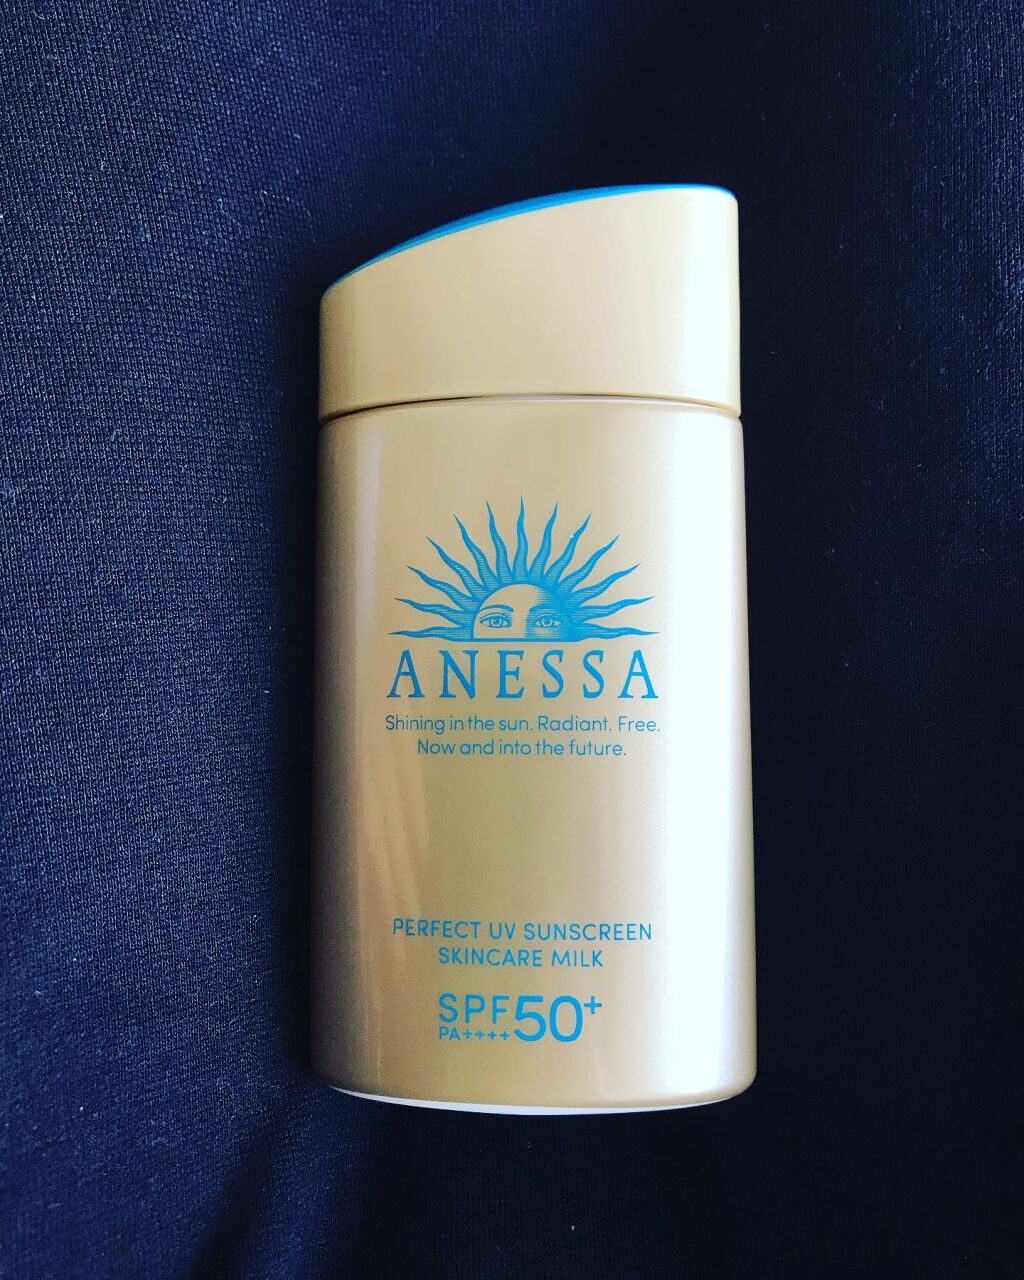 ANESSA
Shining in the sun. Radiant. Free.
Now and into the future.
PERFECT UV SUNSCREEN
SKINCARE MILK
SPF50+
PA++++